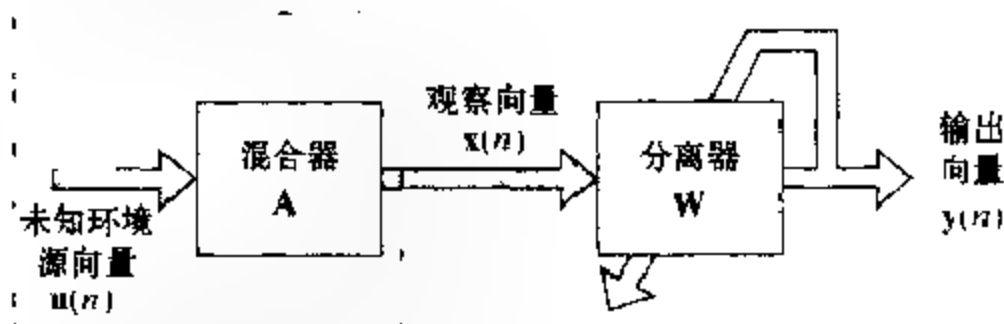 未知环境
源向量
u(n)
混合器
A
观察向量
x(n)
分离器
W
输出
向量
y(n)